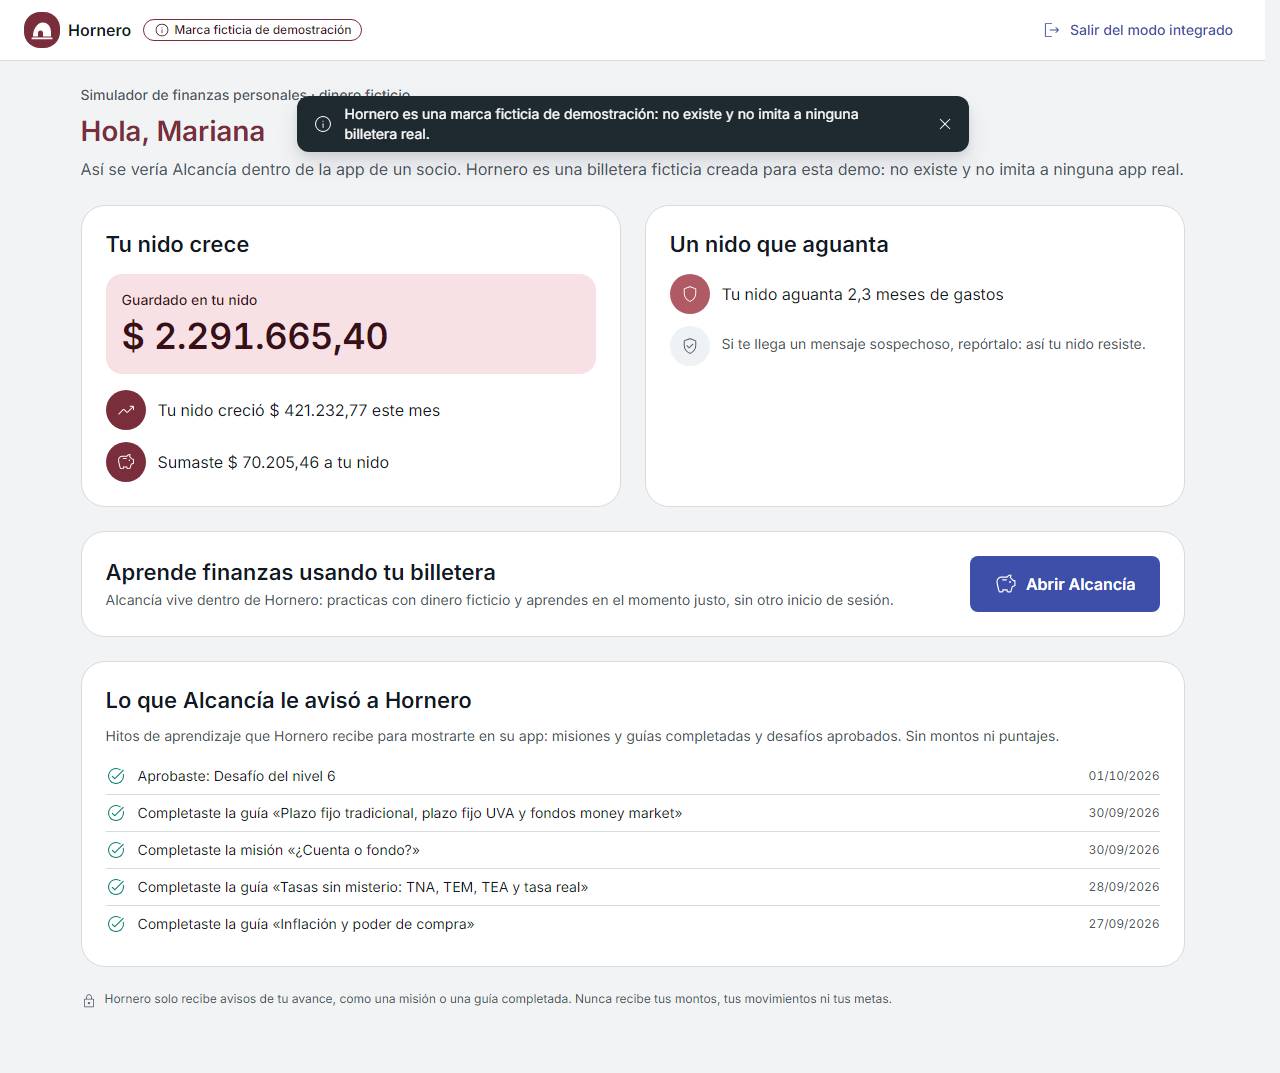 Hornero
Marca ficticia de demostración
Salir del modo integrado
Simulador de finanzas personales · dinero ficticio
Hornero es una marca ficticia de demostración: no existe y no imita a ninguna
billetera real.
Hola, Mariana
Así se vería Alcancía dentro de la app de un socio. Hornero es una billetera ficticia creada para esta demo: no existe y no imita a ninguna app real.
Tu nido crece
Guardado en tu nido
$ 2.291.665,40
Tu nido creció $ 421.232,77 este mes
Sumaste $ 70.205,46 a tu nido
Un nido que aguanta
Tu nido aguanta 2,3 meses de gastos
Si te llega un mensaje sospechoso, repórtalo: así tu nido resiste.
Aprende finanzas usando tu billetera
Alcancía vive dentro de Hornero: practicas con dinero ficticio y aprendes en el momento justo, sin otro inicio de sesión.
Abrir Alcancía
Lo que Alcancía le avisó a Hornero
Hitos de aprendizaje que Hornero recibe para mostrarte en su app: misiones y guías completadas y desafíos aprobados. Sin montos ni puntajes.
Aprobaste: Desafío del nivel 6 01/10/2026
Completaste la guía «Plazo fijo tradicional, plazo fijo UVA y fondos money market» 30/09/2026
Completaste la misión «¿Cuenta o fondo?» 30/09/2026
Completaste la guía «Tasas sin misterio: TNA, TEM, TEA y tasa real» 28/09/2026
Completaste la guía «Inflación y poder de compra» 27/09/2026
Hornero solo recibe avisos de tu avance, como una misión o una guía completada. Nunca recibe tus montos, tus movimientos ni tus metas.